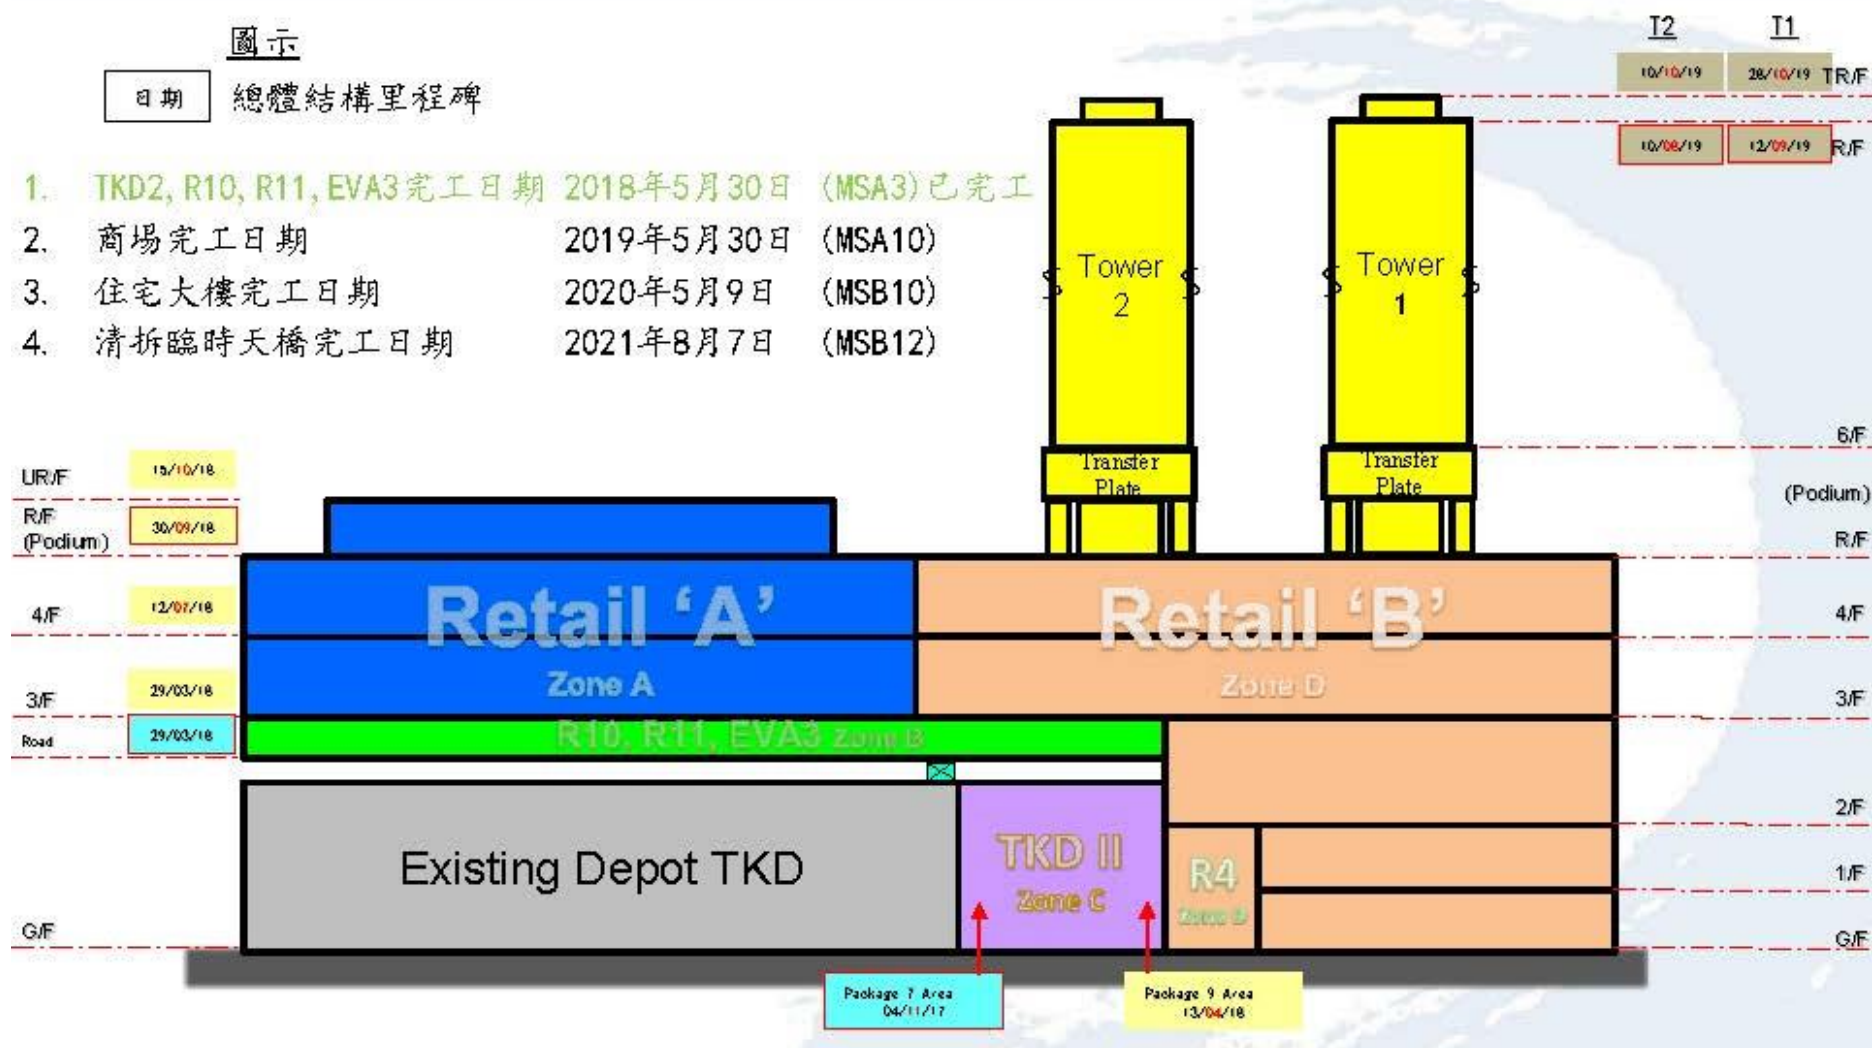 圖示
日期 總體結構里程碑
T2 T1
10/10/19 28/10/19 TR/F
10/08/19 12/09/19 R/F
1. TKD2, R10, R11, EVA3完工日期 2018年5月30日 (MSA3)已完工
2. 商場完工日期 2019年5月30日 (MSA10)
3. 住宅大樓完工日期 2020年5月9日 (MSB10)
4. 清拆臨時天橋完工日期 2021年8月7日 (MSB12)
Tower
2
Tower
1
6/F
Transfer
Plate
Transfer
Plate
(Podium)
R/F
UR/F 15/10/18
R/F
(Podium) 30/09/18
4/F 12/07/18
Retail ‘A’
Zone A
Retail ‘B’
Zone D
4/F
3/F 29/03/18
3/F
Road 29/03/18
R10, R11, EVA3 Zone B
2/F
Existing Depot TKD
TKD II
Zone C
R4
Zone D
1/F
G/F
G/F
Package 7 Area
04/11/17
Package 9 Area
13/04/18